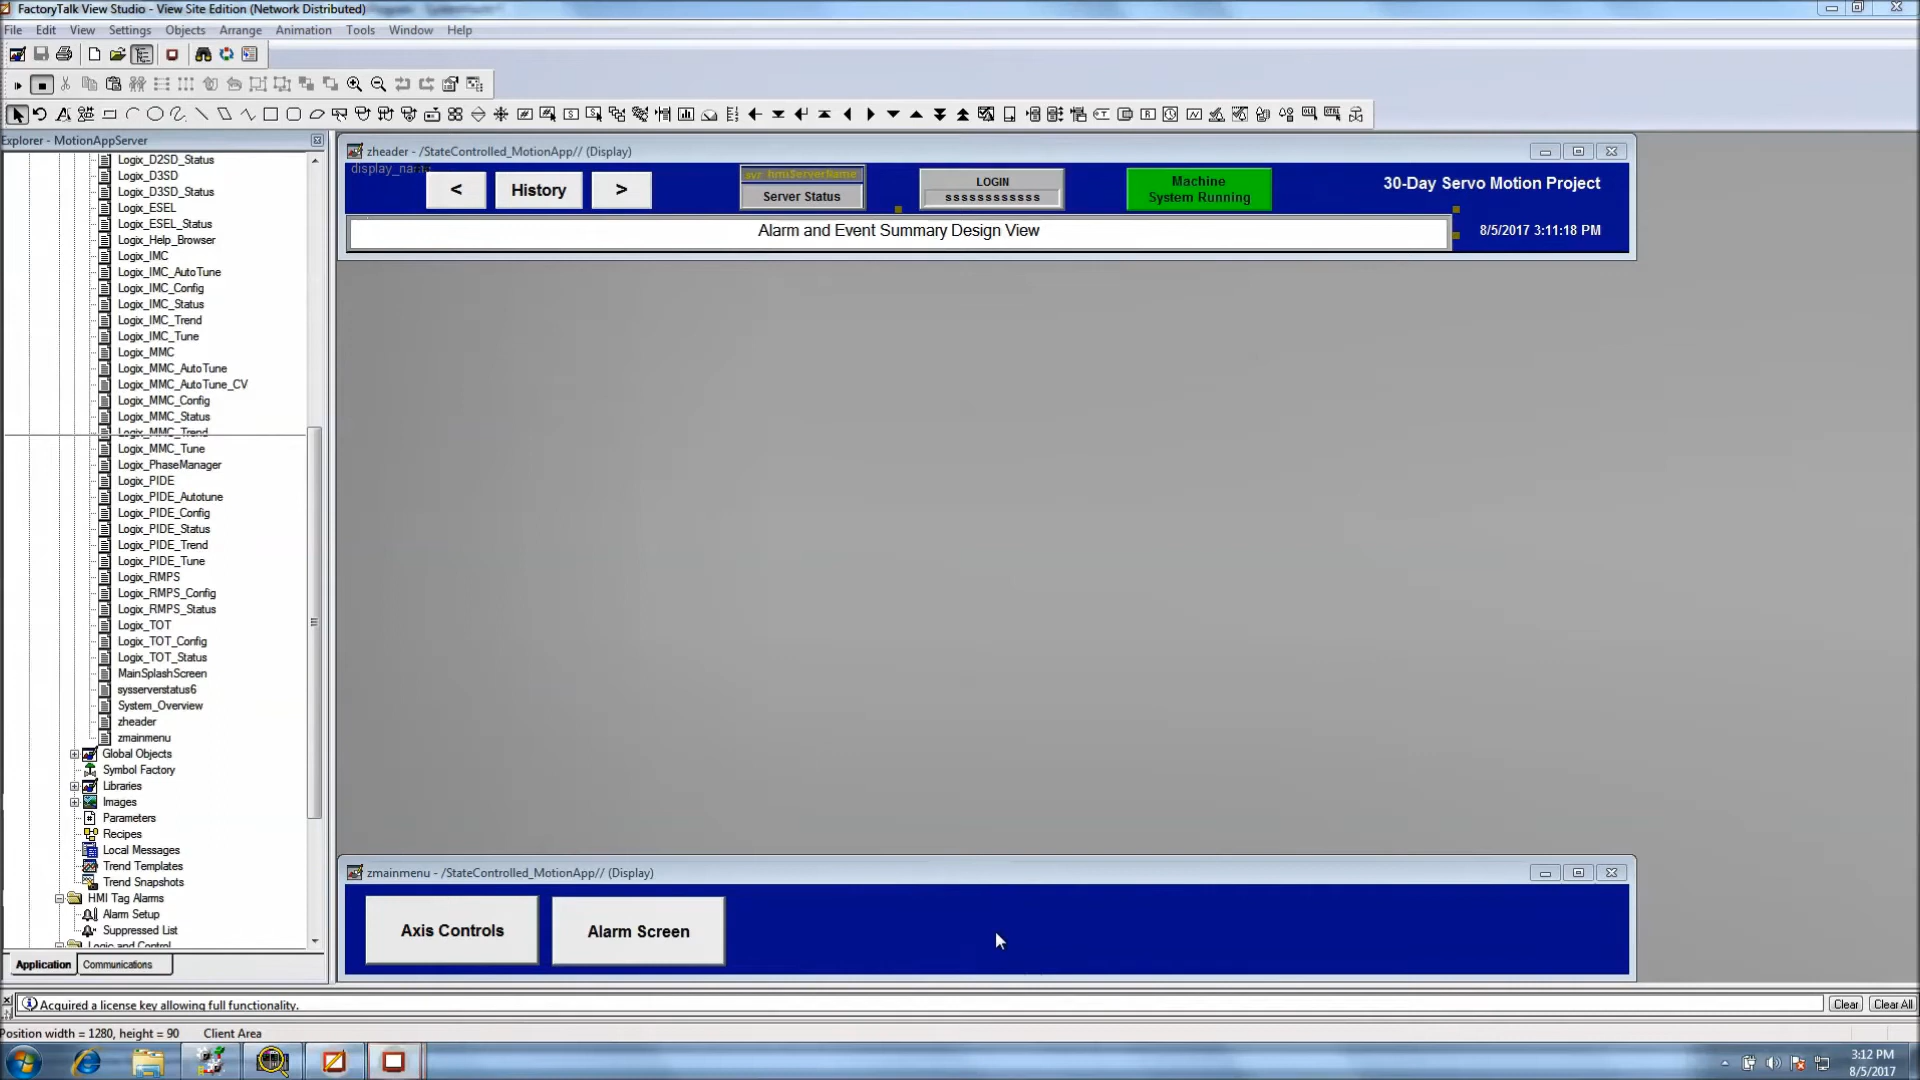 FactoryTalk View Studio - View Site Edition (Network Distributed)
File Edit View Settings Objects Arrange Animation Tools Window Help
Explorer - MotionAppServer
Logix_D2SD_Status
Logix_D3SD
Logix_D3SD_Status
Logix_ESEL
Logix_ESEL_Status
Logix_Help_Browser
Logix_IMC
Logix_IMC_AutoTune
Logix_IMC_Config
Logix_IMC_Status
Logix_IMC_Trend
Logix_IMC_Tune
Logix_MMC
Logix_MMC_AutoTune
Logix_MMC_AutoTune_CV
Logix_MMC_Config
Logix_MMC_Status
Logix_MMC_Trend
Logix_MMC_Tune
Logix_PhaseManager
Logix_PIDE
Logix_PIDE_Autotune
Logix_PIDE_Config
Logix_PIDE_Status
Logix_PIDE_Trend
Logix_PIDE_Tune
Logix_RMPS
Logix_RMPS_Config
Logix_RMPS_Status
Logix_TOT
Logix_TOT_Config
Logix_TOT_Status
MainSplashScreen
sysserverstatus6
System_Overview
zheader
zmainmenu
Global Objects
Symbol Factory
Libraries
Images
Parameters
Recipes
Local Messages
Trend Templates
Trend Snapshots
HMI Tag Alarms
Alarm Setup
Suppressed List
Logic and Control
Application Communications
zheader - /StateControlled_MotionApp// (Display)
display_name
< History >
svr hmiServerName
Server Status
LOGIN
ssssssssssss
Machine
System Running
30-Day Servo Motion Project
Alarm and Event Summary Design View
8/5/2017 3:11:18 PM
zmainmenu - /StateControlled_MotionApp// (Display)
Axis Controls
Alarm Screen
Acquired a license key allowing full functionality.
Clear Clear All
Position width = 1280, height = 90 Client Area
3:12 PM
8/5/2017